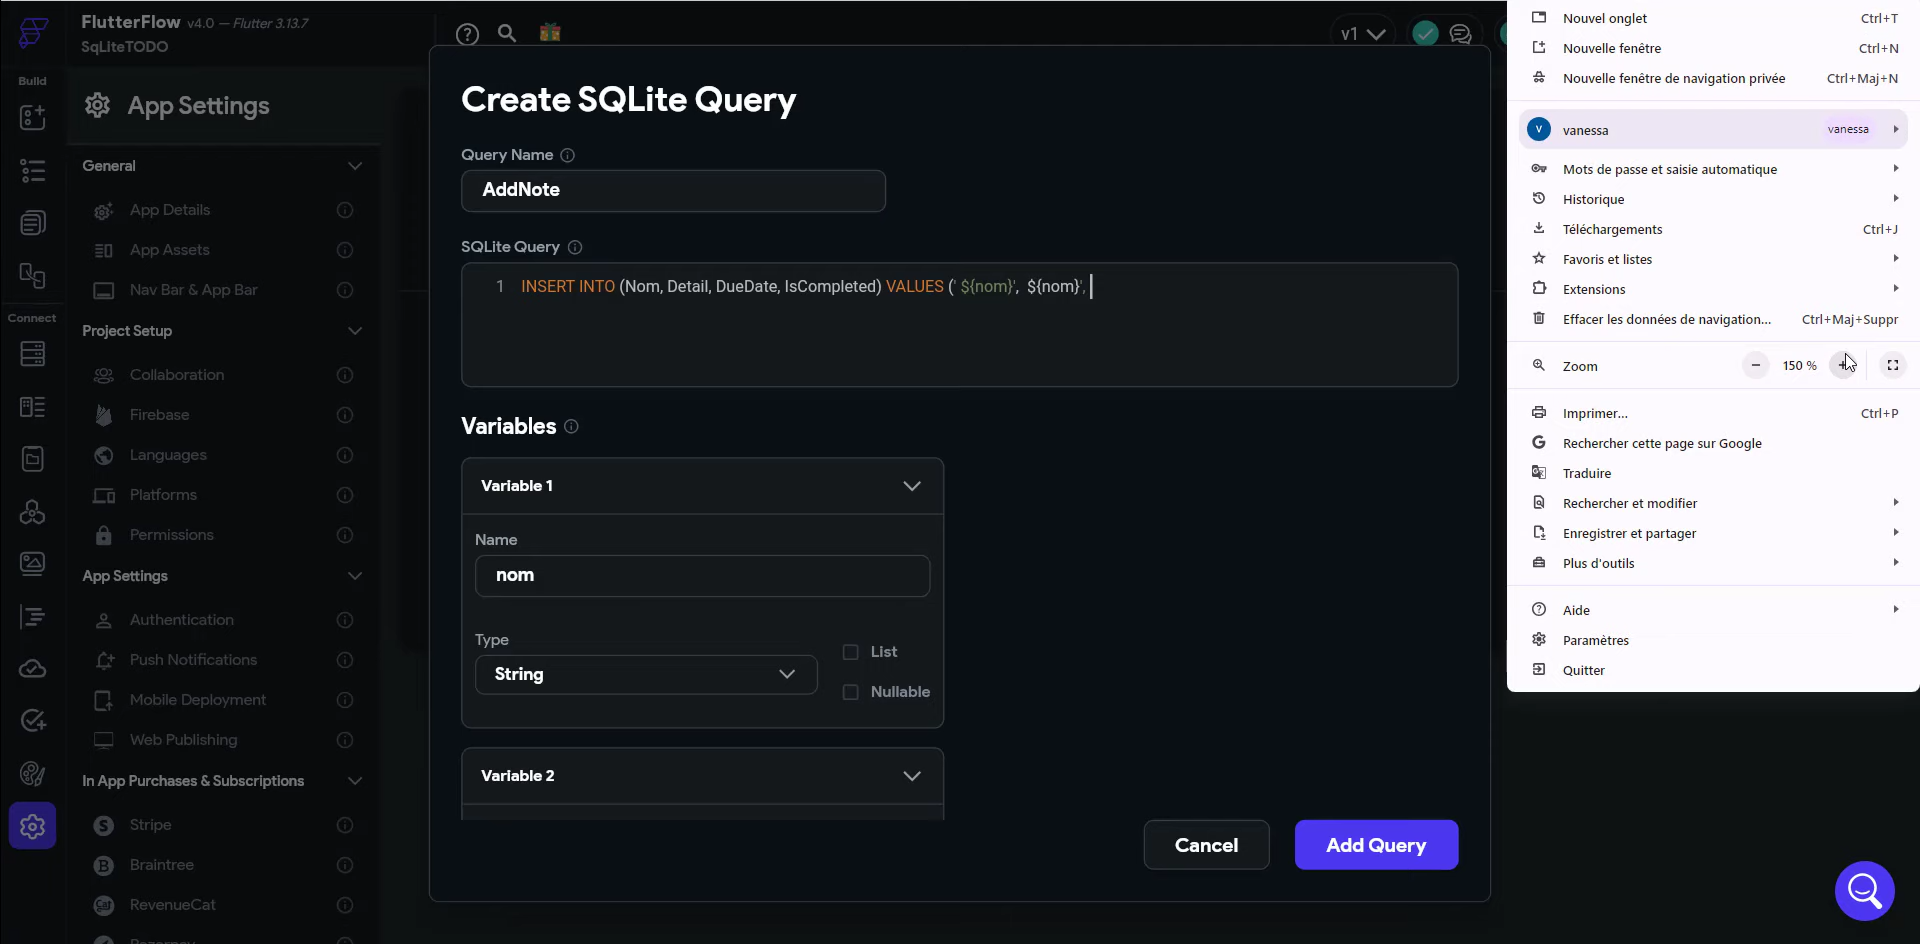 FlutterFlow v4.0 — Flutter 3.13.7
SqLiteTODO
v1
Build
Connect
App Settings
General
App Details
App Assets
Nav Bar & App Bar
Project Setup
Collaboration
Firebase
Languages
Platforms
Permissions
App Settings
Authentication
Push Notifications
Mobile Deployment
Web Publishing
In App Purchases & Subscriptions
Stripe
Braintree
RevenueCat
Create SQLite Query
Query Name
AddNote
SQLite Query
1 INSERT INTO (Nom, Detail, DueDate, IsCompleted) VALUES (' ${nom}', ${nom}',
Variables
Variable 1
Name
nom
Type
String
List
Nullable
Variable 2
Cancel
Add Query
Nouvel onglet Ctrl+T
Nouvelle fenêtre Ctrl+N
Nouvelle fenêtre de navigation privée Ctrl+Maj+N
V vanessa vanessa
Mots de passe et saisie automatique
Historique
Téléchargements Ctrl+J
Favoris et listes
Extensions
Effacer les données de navigation... Ctrl+Maj+Suppr
Zoom − 150 % +
Imprimer... Ctrl+P
Rechercher cette page sur Google
Traduire
Rechercher et modifier
Enregistrer et partager
Plus d'outils
Aide
Paramètres
Quitter